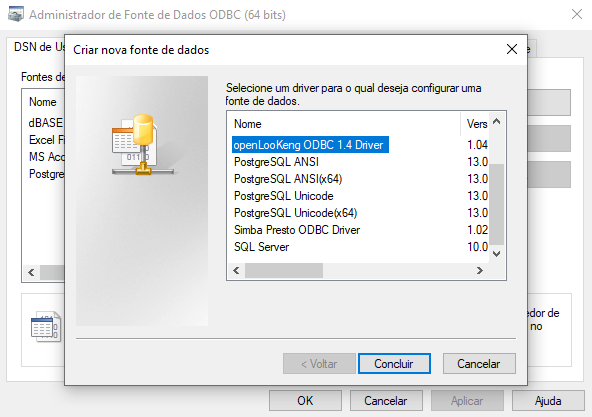 Administrador de Fonte de Dados ODBC (64 bits)
DSN de Us
Criar nova fonte de dados
Fontes de
Nome
dBASE
Excel F
MS Acc
Postgre
Selecione um driver para o qual deseja configurar uma
fonte de dados.
Nome Vers
openLooKeng ODBC 1.4 Driver 1.04
PostgreSQL ANSI 13.0
PostgreSQL ANSI(x64) 13.0
PostgreSQL Unicode 13.0
PostgreSQL Unicode(x64) 13.0
Simba Presto ODBC Driver 1.02
SQL Server 10.0
edor de
no
< Voltar Concluir Cancelar
OK Cancelar Aplicar Ajuda